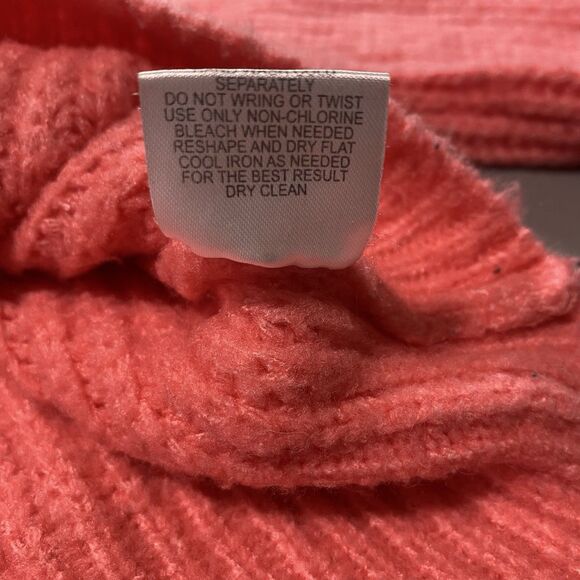 SEPARATELY
DO NOT WRING OR TWIST
USE ONLY NON-CHLORINE
BLEACH WHEN NEEDED
RESHAPE AND DRY FLAT
COOL IRON AS NEEDED
FOR THE BEST RESULT
DRY CLEAN